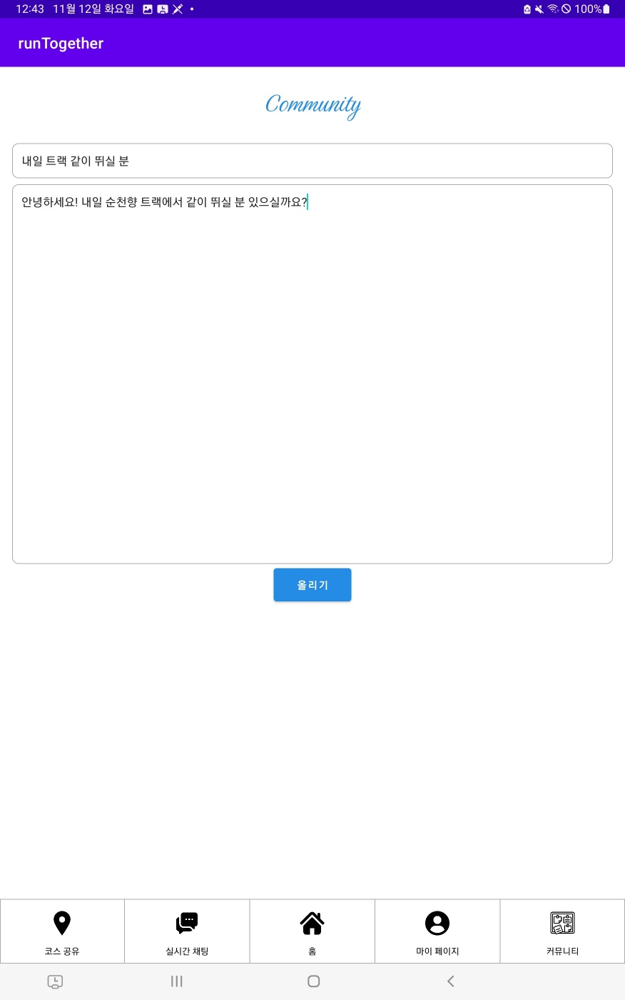 12:43 11월 12일 화요일 100%
runTogether
Community
내일 트랙 같이 뛰실 분
안녕하세요! 내일 순천향 트랙에서 같이 뛰실 분 있으실까요?
올리기
코스 공유 실시간 채팅 홈 마이 페이지 커뮤니티